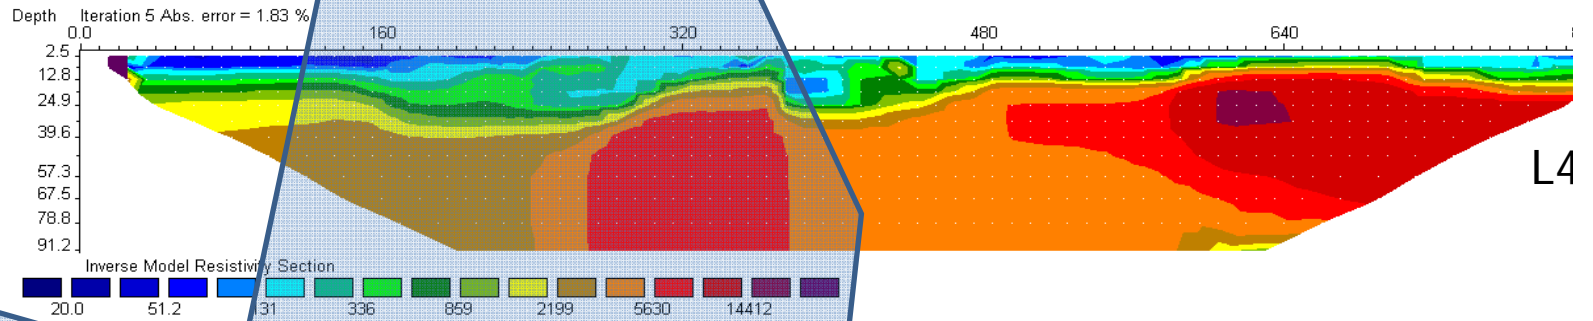 Depth Iteration 5 Abs. error = 1.83 %
0.0 160 320 480 640
2.5
12.8
24.9
39.6
57.3
67.5
78.8
91.2
L4
Inverse Model Resistivity Section
20.0 51.2 131 336 859 2199 5630 14412